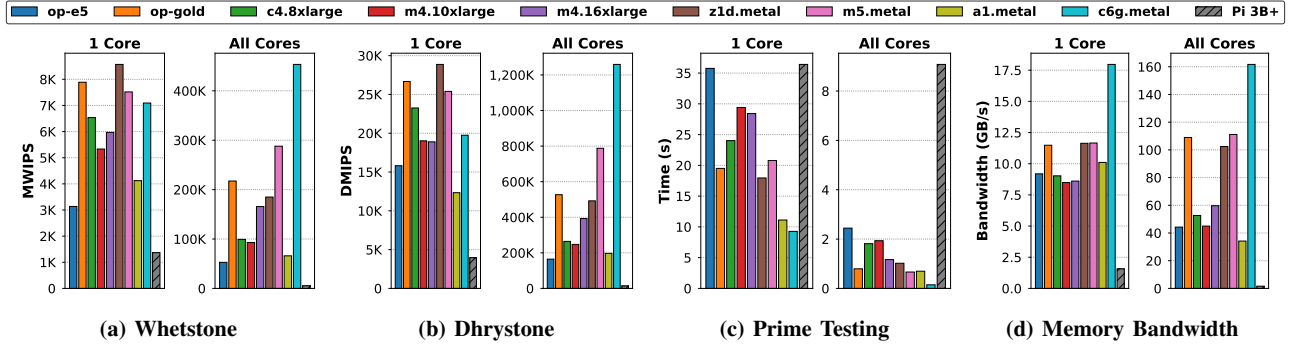 op-e5 op-gold c4.8xlarge m4.10xlarge m4.16xlarge z1d.metal m5.metal a1.metal c6g.metal Pi 3B+
1 Core All Cores 1 Core All Cores 1 Core All Cores 1 Core All Cores
MWIPS
8K
7K
6K
5K
4K
3K
2K
1K
0
400K
300K
200K
100K
0
DMIPS
30K
25K
20K
15K
10K
5K
0
1,200K
1,000K
800K
600K
400K
200K
0
Time (s)
35
30
25
20
15
10
5
0
8
6
4
2
0
Bandwidth (GB/s)
17.5
15.0
12.5
10.0
7.5
5.0
2.5
0.0
160
140
120
100
80
60
40
20
0
(a) Whetstone (b) Dhrystone (c) Prime Testing (d) Memory Bandwidth